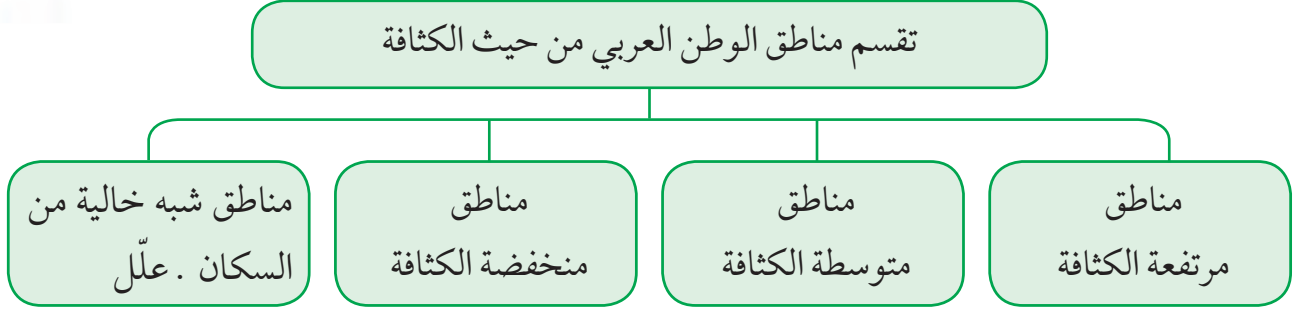 تقسم مناطق الوطن العربي من حيث الكثافة
مناطق
مرتفعة الكثافة
مناطق
متوسطة الكثافة
مناطق
منخفضة الكثافة
مناطق شبه خالية من
السكان . علّل